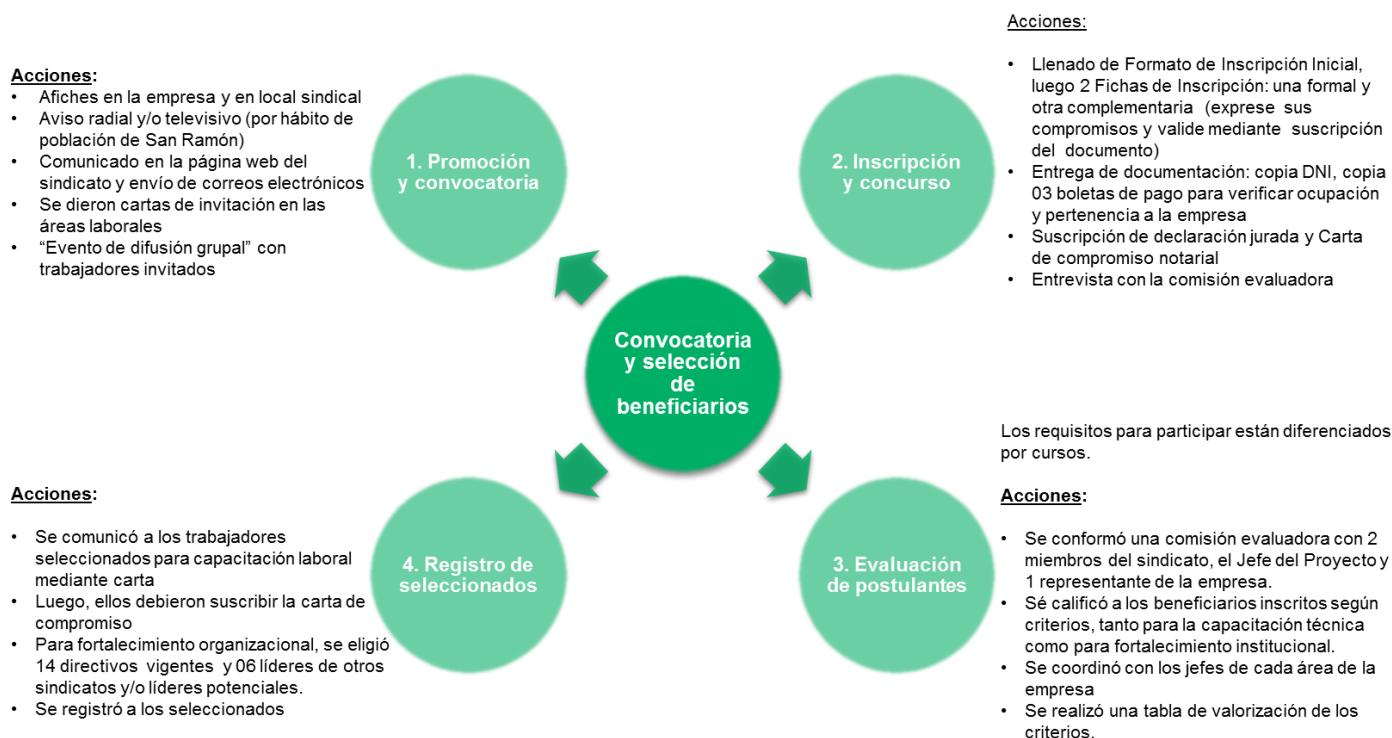 Acciones:
• Afiches en la empresa y en local sindical
• Aviso radial y/o televisivo (por hábito de
población de San Ramón)
• Comunicado en la página web del
sindicato y envío de correos electrónicos
• Se dieron cartas de invitación en las
áreas laborales
• “Evento de difusión grupal” con
trabajadores invitados
1. Promoción
y convocatoria
2. Inscripción
y concurso
Acciones:
• Llenado de Formato de Inscripción Inicial,
luego 2 Fichas de Inscripción: una formal y
otra complementaria (exprese sus
compromisos y valide mediante suscripción
del documento)
• Entrega de documentación: copia DNI, copia
03 boletas de pago para verificar ocupación
y pertenencia a la empresa
• Suscripción de declaración jurada y Carta
de compromiso notarial
• Entrevista con la comisión evaluadora
Convocatoria
y selección
de
beneficiarios
Los requisitos para participar están diferenciados
por cursos.
Acciones:
• Se conformó una comisión evaluadora con 2
miembros del sindicato, el Jefe del Proyecto y
1 representante de la empresa.
• Sé calificó a los beneficiarios inscritos según
criterios, tanto para la capacitación técnica
como para fortalecimiento institucional.
• Se coordinó con los jefes de cada área de la
empresa
• Se realizó una tabla de valorización de los
criterios.
3. Evaluación
de postulantes
4. Registro de
seleccionados
Acciones:
• Se comunicó a los trabajadores
seleccionados para capacitación laboral
mediante carta
• Luego, ellos debieron suscribir la carta de
compromiso
• Para fortalecimiento organizacional, se eligió
14 directivos vigentes y 06 líderes de otros
sindicatos y/o líderes potenciales.
• Se registró a los seleccionados